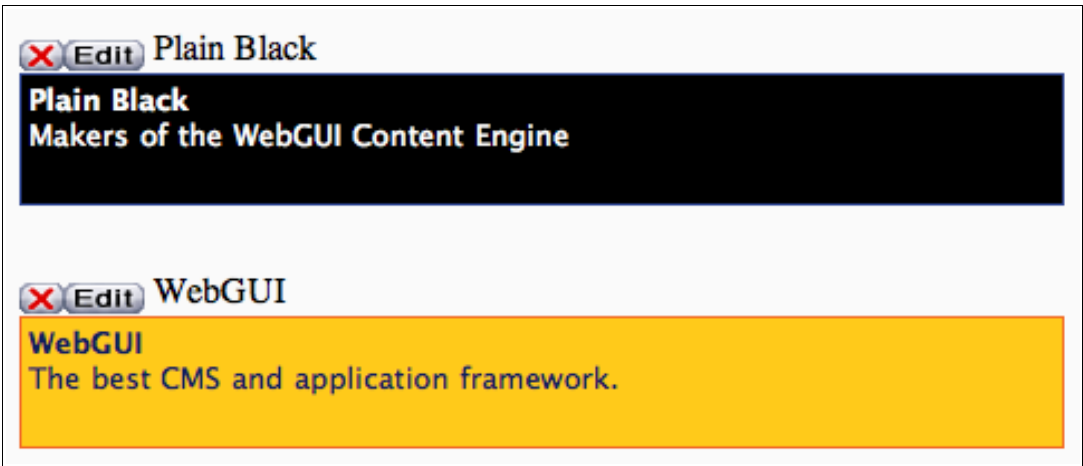 Edit Plain Black
Plain Black
Makers of the WebGUI Content Engine
Edit WebGUI
WebGUI
The best CMS and application framework.